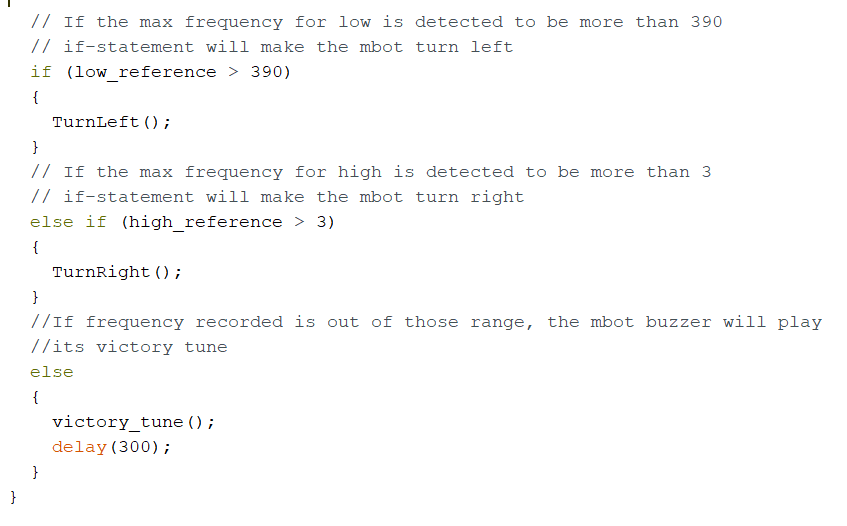 // If the max frequency for low is detected to be more than 390
// if-statement will make the mbot turn left
if (low_reference > 390)
{
TurnLeft();
}
// If the max frequency for high is detected to be more than 3
// if-statement will make the mbot turn right
else if (high_reference > 3)
{
TurnRight();
}
//If frequency recorded is out of those range, the mbot buzzer will play
//its victory tune
else
{
victory_tune();
delay(300);
}
}